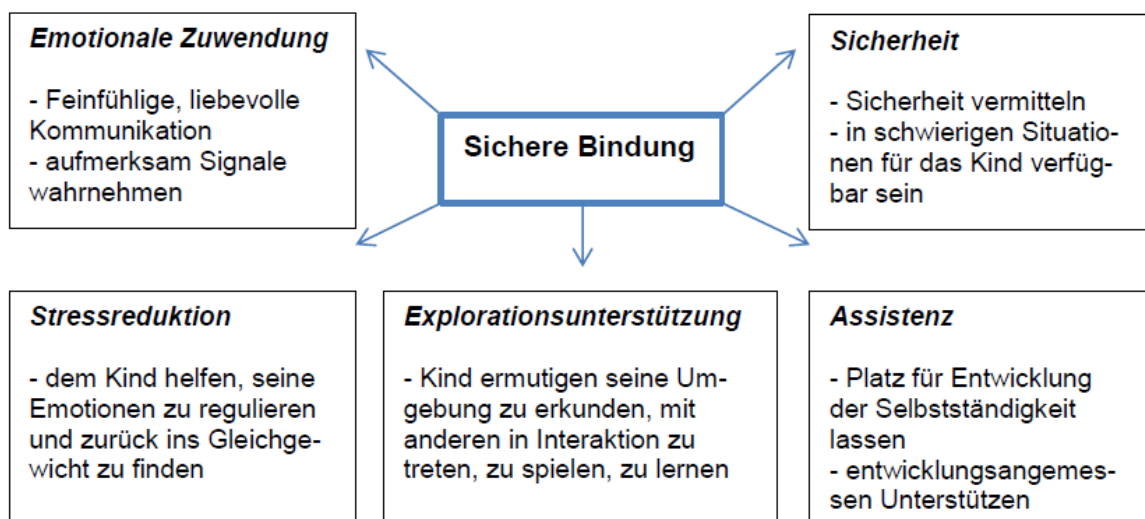 Emotionale Zuwendung
- Feinfühlige, liebevolle
Kommunikation
- aufmerksam Signale
wahrnehmen
Sichere Bindung
Sicherheit
- Sicherheit vermitteln
- in schwierigen Situatio-
nen für das Kind verfüg-
bar sein
Stressreduktion
- dem Kind helfen, seine
Emotionen zu regulieren
und zurück ins Gleichge-
wicht zu finden
Explorationsunterstützung
- Kind ermutigen seine Um-
gebung zu erkunden, mit
anderen in Interaktion zu
treten, zu spielen, zu lernen
Assistenz
- Platz für Entwicklung
der Selbstständigkeit
lassen
- entwicklungsangemes-
sen Unterstützen